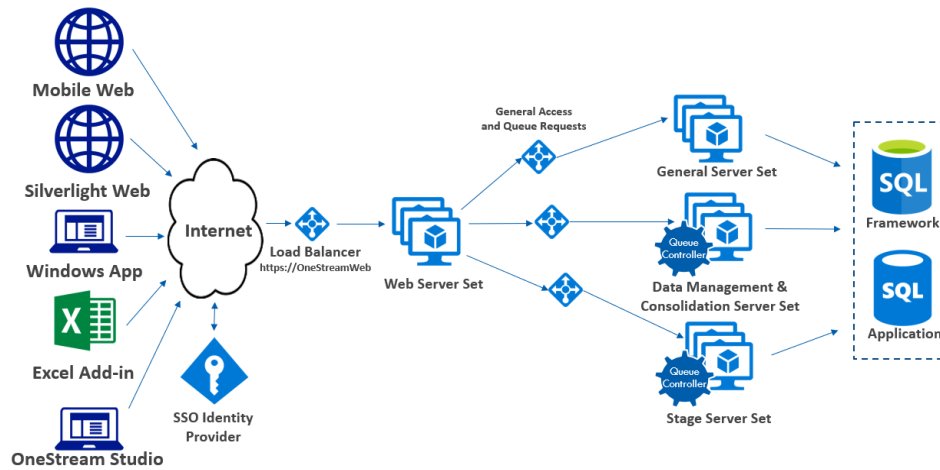 Mobile Web
Silverlight Web
Windows App
X
Excel Add-in
OneStream Studio
Internet
SSO Identity
Provider
Load Balancer
https://OneStreamWeb
Web Server Set
General Access
and Queue Requests
General Server Set
Queue
Controller
Data Management &
Consolidation Server Set
Queue
Controller
Stage Server Set
SQL
Framework
SQL
Application